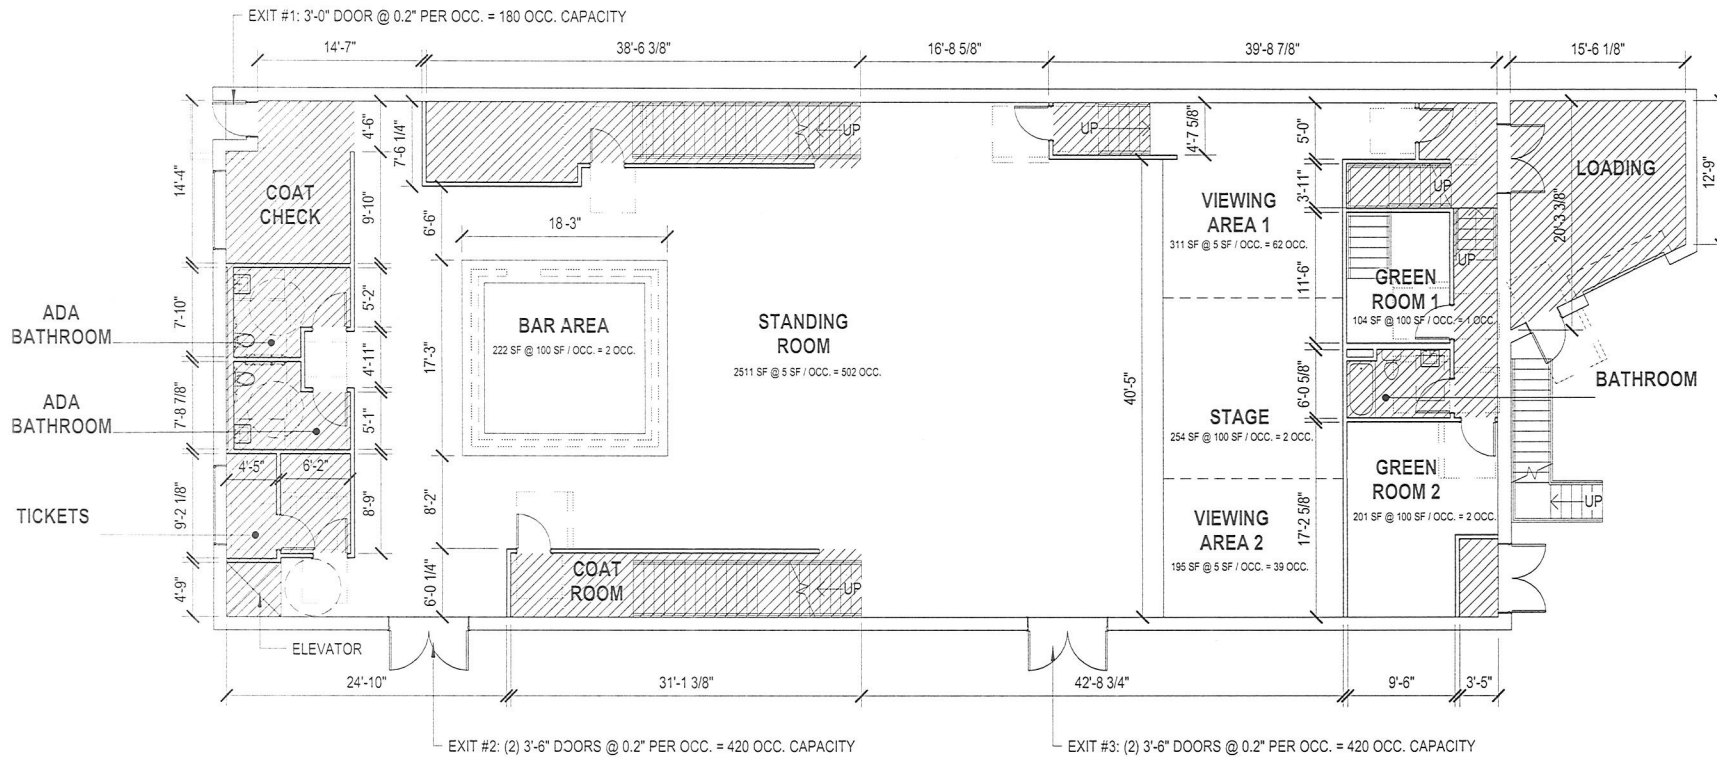 EXIT #1: 3'-0" DOOR @ 0.2" PER OCC. = 180 OCC. CAPACITY
14'-7"
38'-6 3/8"
16'-8 5/8"
39'-8 7/8"
15'-6 1/8"
14'-4"
4'-6"
7'-6 1/4"
UP
UP
4'-7 5/8"
5'-0"
UP
3'-11"
LOADING
12'-9"
20'-3 3/8"
COAT
CHECK
9'-10"
6'-6"
18'-3"
VIEWING
AREA 1
311 SF @ 5 SF / OCC. = 62 OCC.
UP
ADA
BATHROOM
7'-10"
5'-2"
4'-11"
17'-3"
BAR AREA
222 SF @ 100 SF / OCC. = 2 OCC.
STANDING
ROOM
2511 SF @ 5 SF / OCC. = 502 OCC.
11'-6"
GREEN
ROOM 1
104 SF @ 100 SF / OCC. = 1 OCC.
ADA
BATHROOM
7'-8 7/8"
5'-1"
40'-5"
6'-0 5/8"
BATHROOM
STAGE
254 SF @ 100 SF / OCC. = 2 OCC.
4'-5"
6'-2"
TICKETS
9'-2 1/8"
8'-9"
8'-2"
VIEWING
AREA 2
195 SF @ 5 SF / OCC. = 39 OCC.
17'-2 5/8"
GREEN
ROOM 2
201 SF @ 100 SF / OCC. = 2 OCC.
UP
4'-9"
6'-0 1/4"
COAT
ROOM
UP
ELEVATOR
24'-10"
31'-1 3/8"
42'-8 3/4"
9'-6"
3'-5"
EXIT #2: (2) 3'-6" DOORS @ 0.2" PER OCC. = 420 OCC. CAPACITY
EXIT #3: (2) 3'-6" DOORS @ 0.2" PER OCC. = 420 OCC. CAPACITY